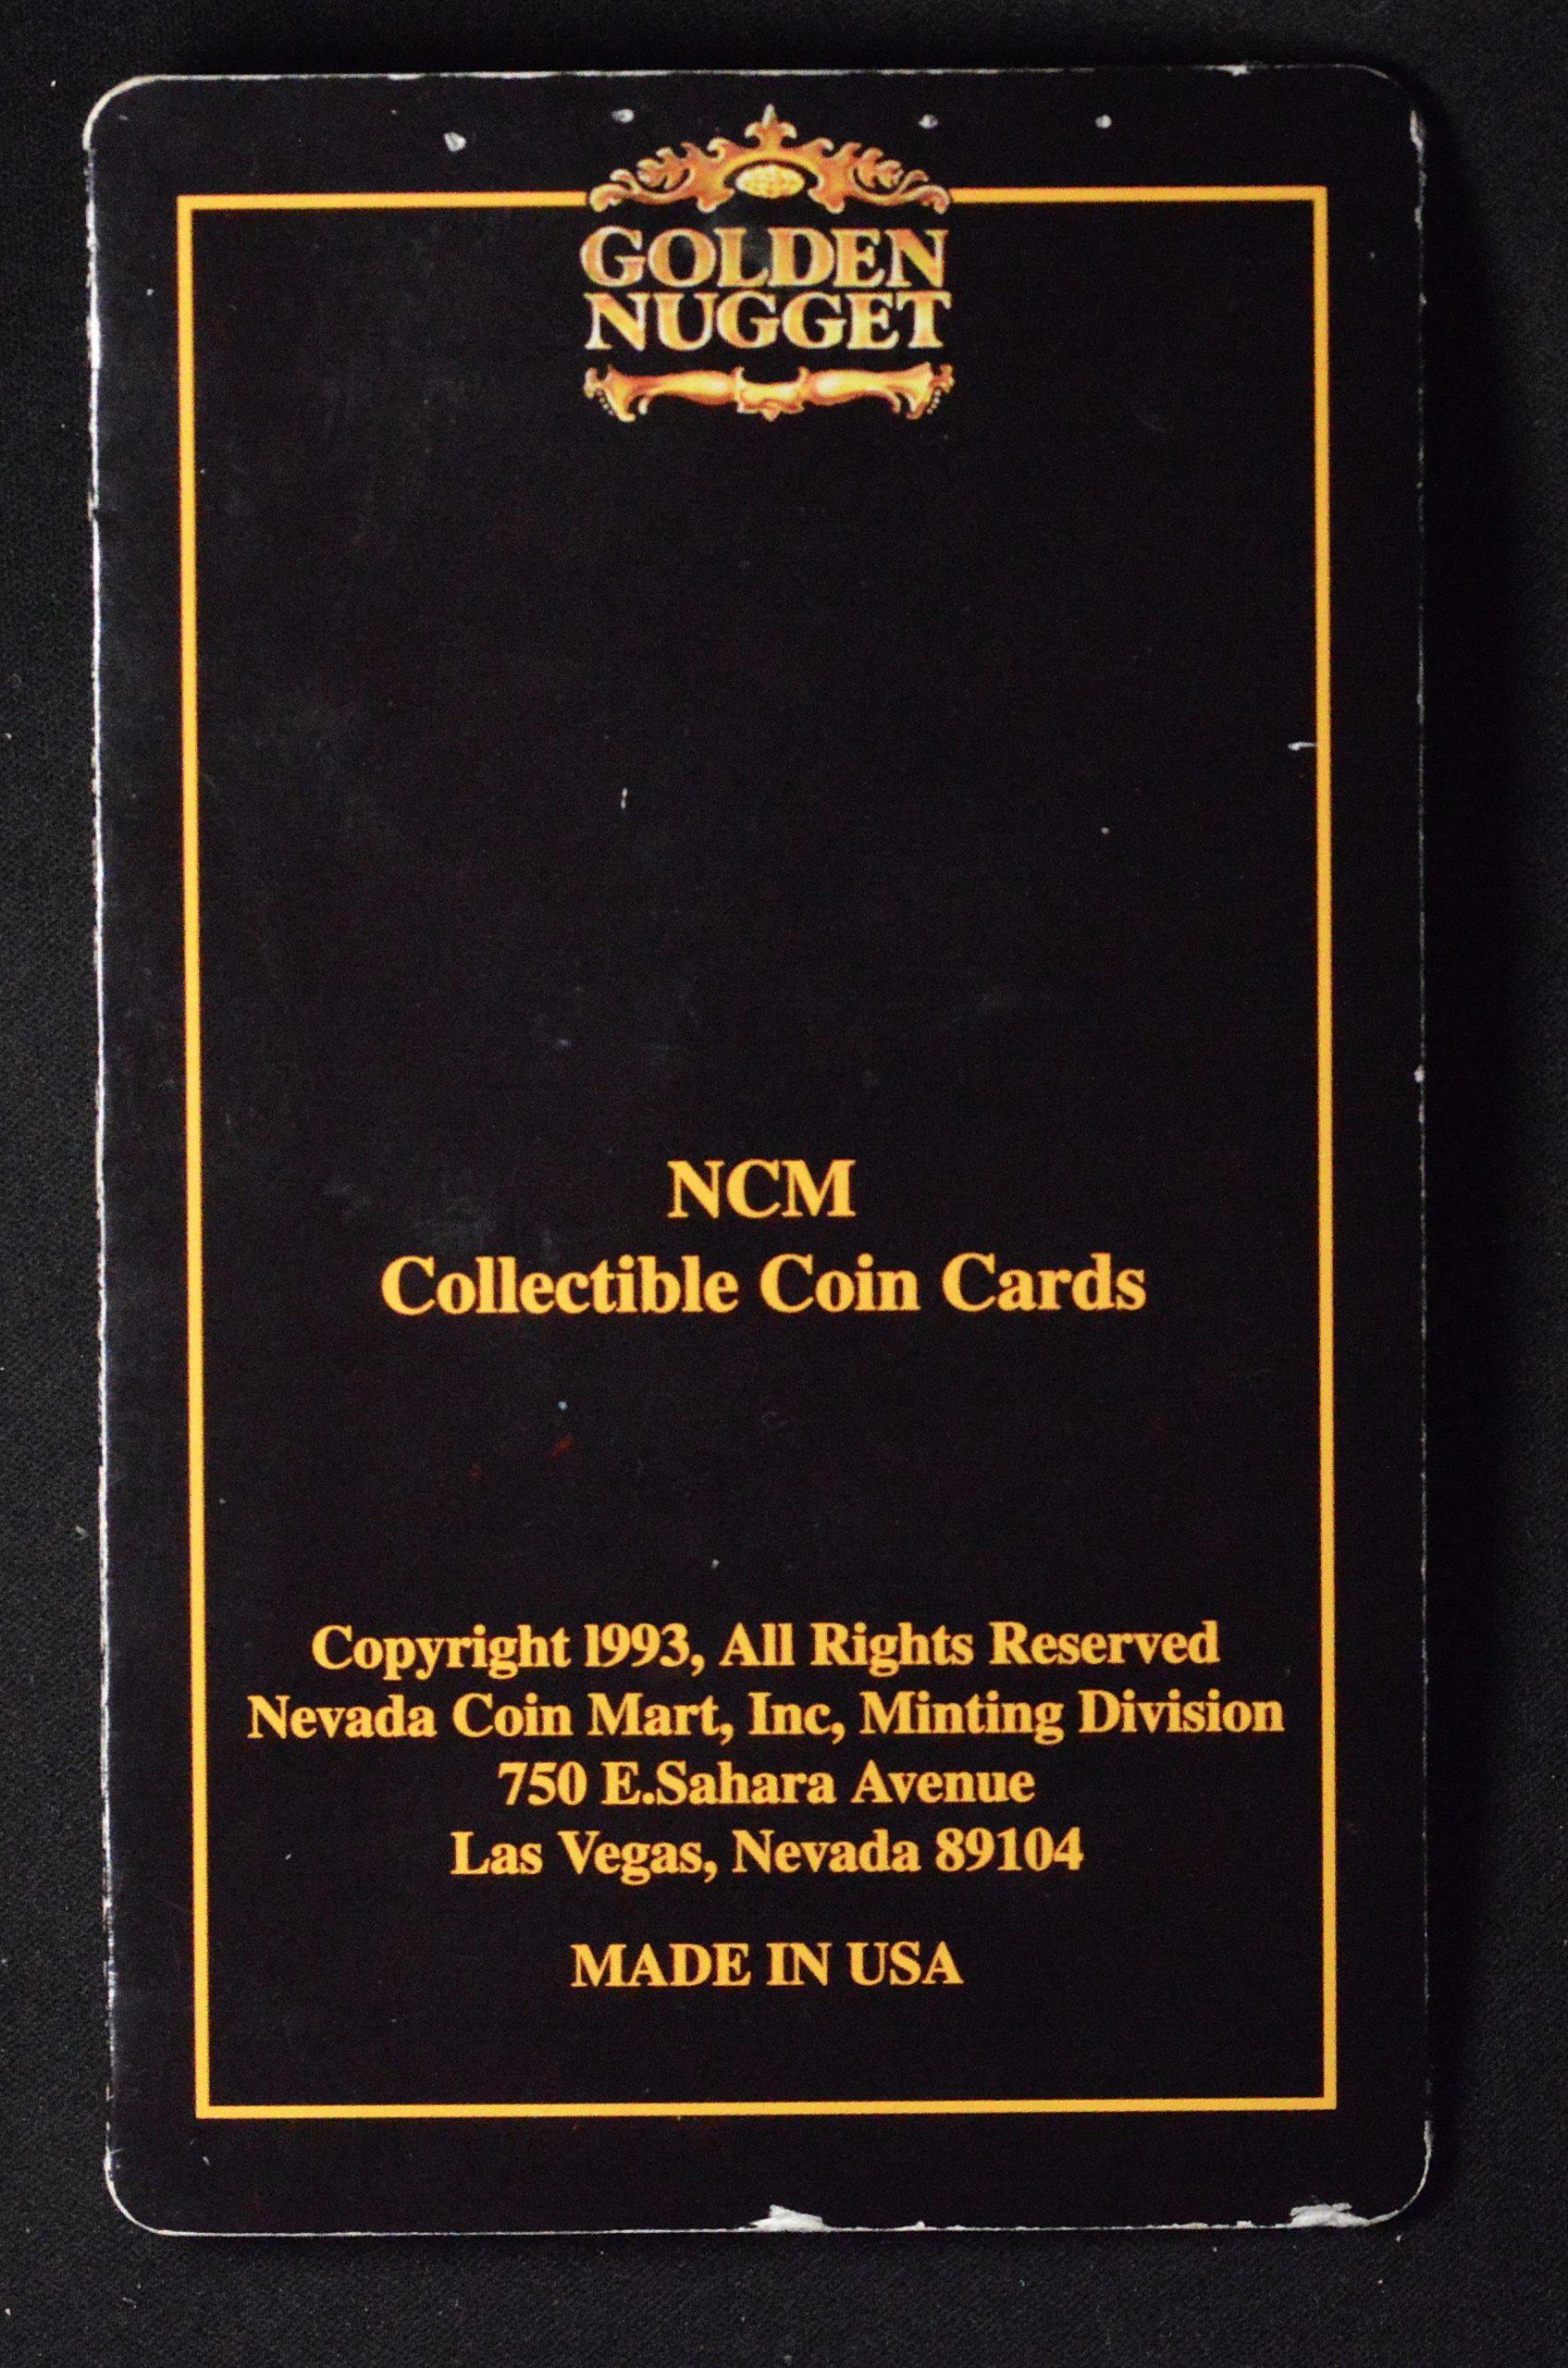 GOLDEN
NUGGET
NCM
Collectible Coin Cards
Copyright 1993, All Rights Reserved
Nevada Coin Mart, Inc, Minting Division
750 E.Sahara Avenue
Las Vegas, Nevada 89104
MADE IN USA